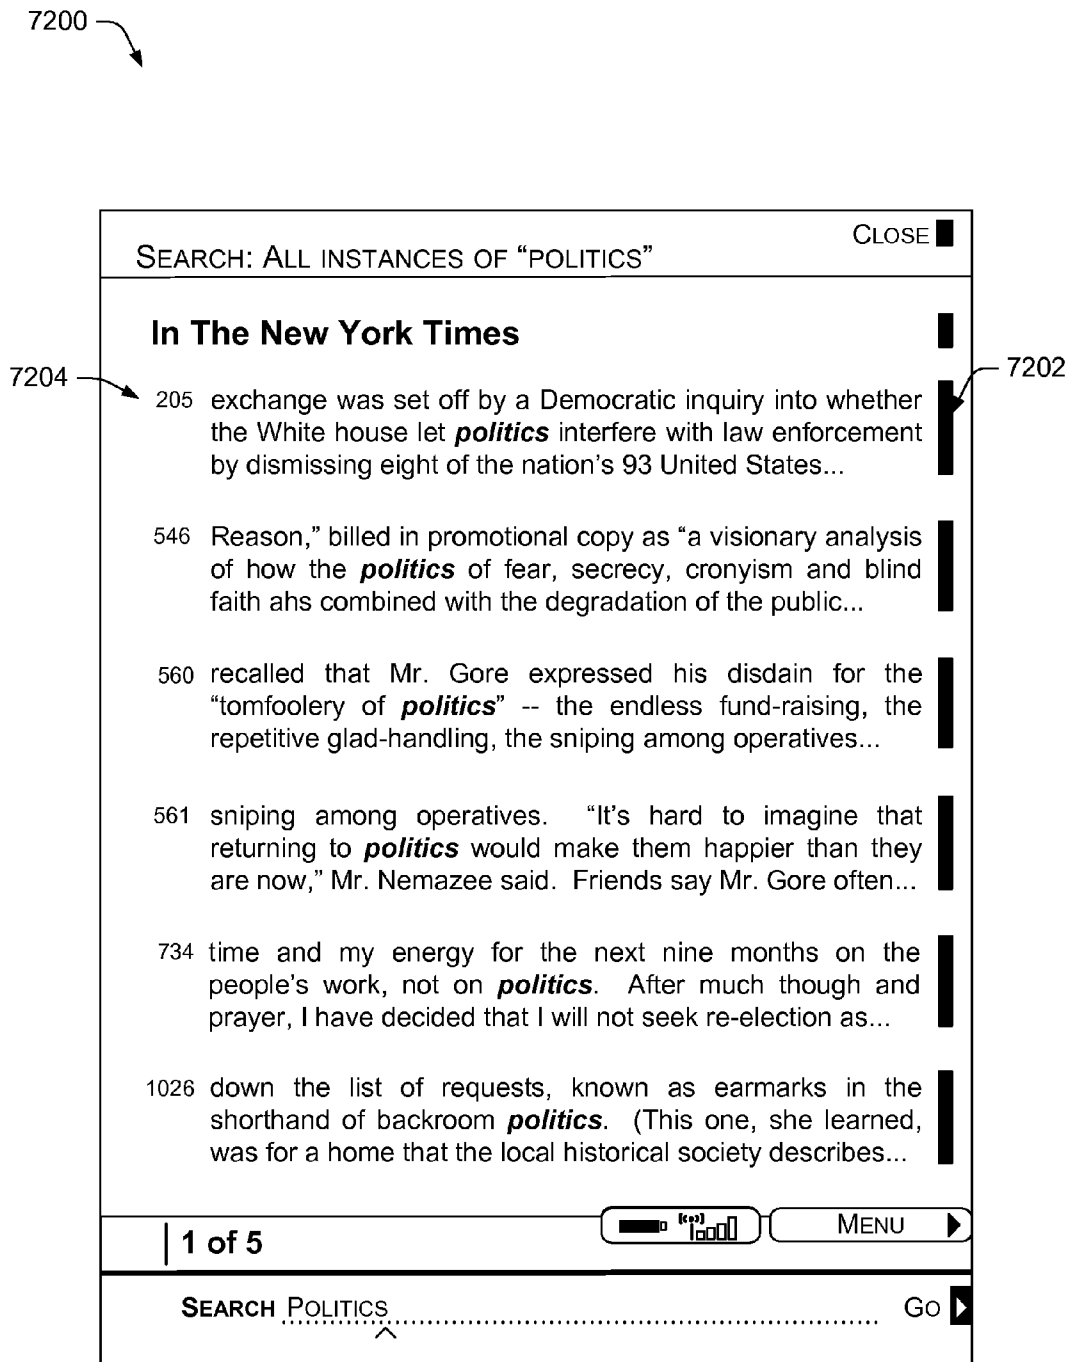 7200
CLOSE
SEARCH: ALL INSTANCES OF “POLITICS”
In The New York Times
7204
7202
205 exchange was set off by a Democratic inquiry into whether
the White house let politics interfere with law enforcement
by dismissing eight of the nation's 93 United States...
546 Reason,” billed in promotional copy as “a visionary analysis
of how the politics of fear, secrecy, cronyism and blind
faith ahs combined with the degradation of the public...
560 recalled that Mr. Gore expressed his disdain for the
“tomfoolery of politics” -- the endless fund-raising, the
repetitive glad-handling, the sniping among operatives...
561 sniping among operatives. “It's hard to imagine that
returning to politics would make them happier than they
are now,” Mr. Nemazee said. Friends say Mr. Gore often...
734 time and my energy for the next nine months on the
people's work, not on politics. After much though and
prayer, I have decided that I will not seek re-election as...
1026 down the list of requests, known as earmarks in the
shorthand of backroom politics. (This one, she learned,
was for a home that the local historical society describes...
1 of 5
MENU
SEARCH POLITICS
GO